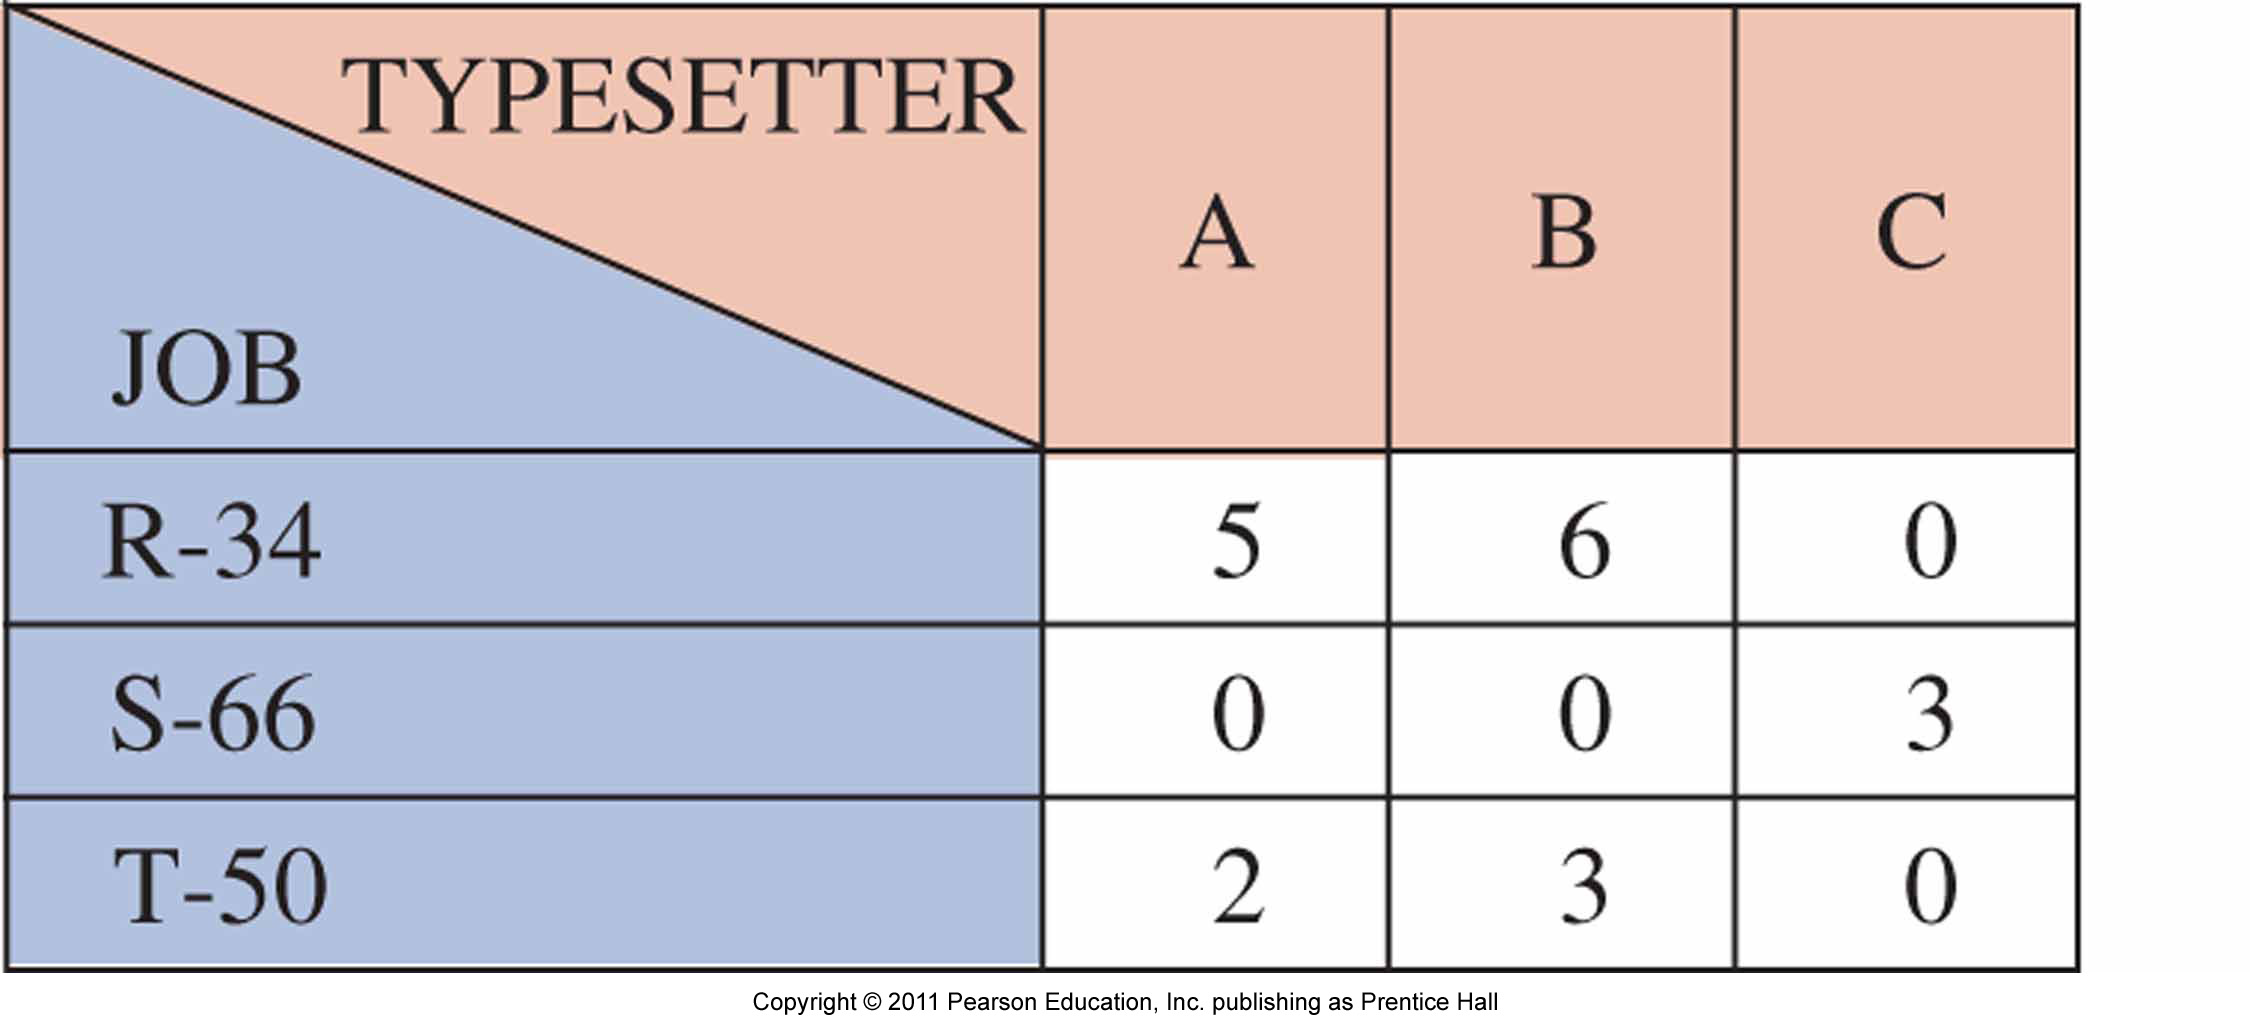 TYPESETTER
JOB
A B C
R-34 5 6 0
S-66 0 0 3
T-50 2 3 0
Copyright © 2011 Pearson Education, Inc. publishing as Prentice Hall